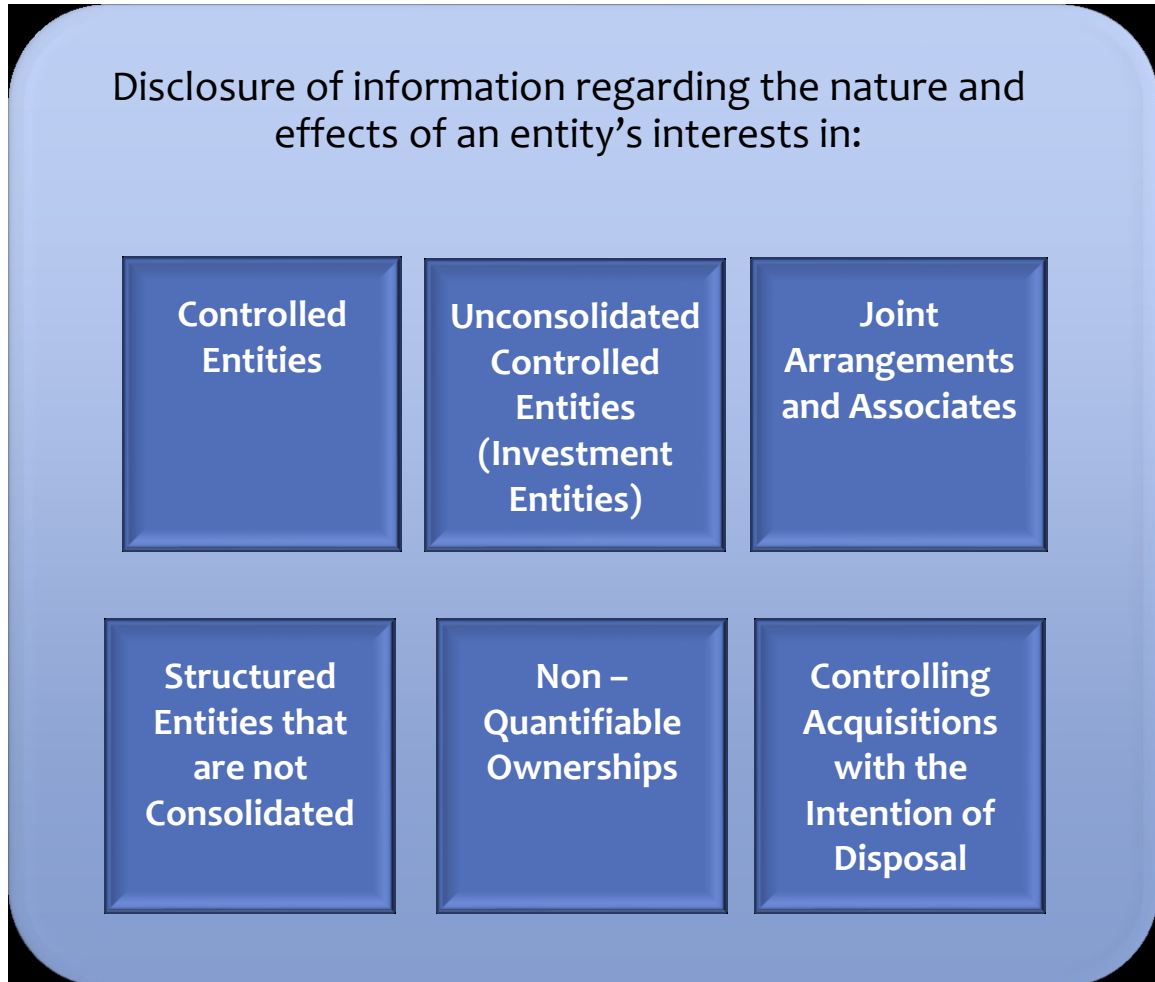 Disclosure of information regarding the nature and
effects of an entity’s interests in:
Controlled
Entities
Unconsolidated
Controlled
Entities
(Investment
Entities)
Joint
Arrangements
and Associates
Structured
Entities that
are not
Consolidated
Non –
Quantifiable
Ownerships
Controlling
Acquisitions
with the
Intention of
Disposal